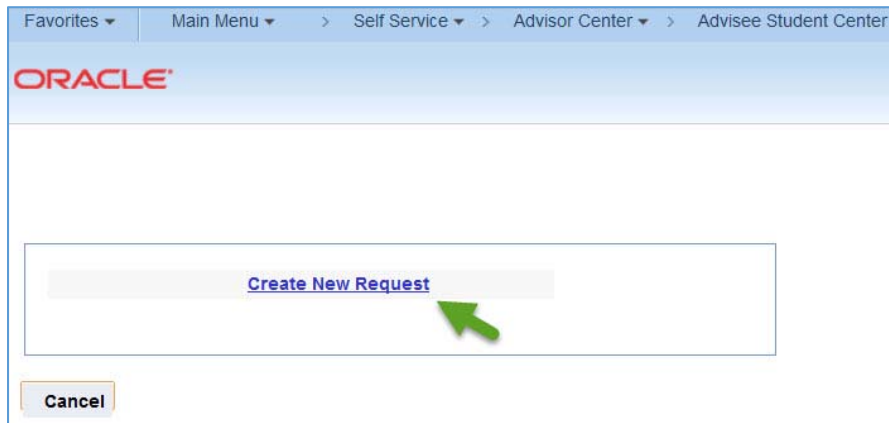 Favorites Main Menu > Self Service > Advisor Center > Advisee Student Center
ORACLE
Create New Request
Cancel